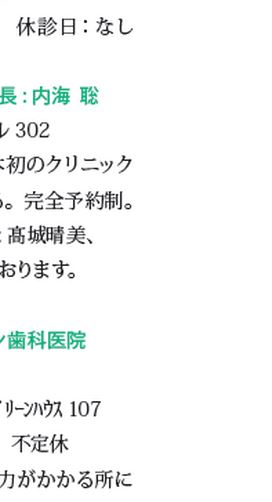 休診日：なし
長：内海 聡
ル 302
本初のクリニック
る。完全予約制。
：髙城晴美、
おります。
ン歯科医院
ﾞﾘｰﾝﾊｳｽ 107
不定休
力がかかる所に